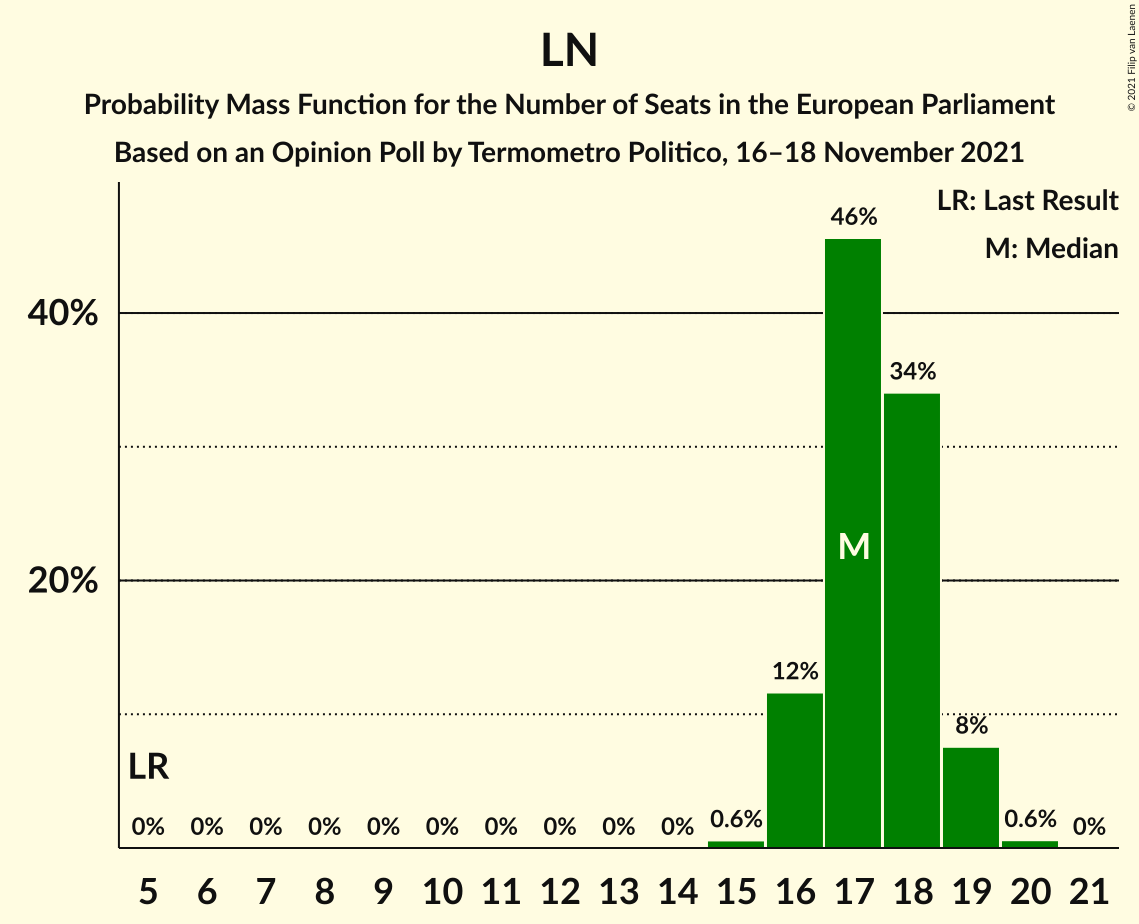 LN
Probability Mass Function for the Number of Seats in the European Parliament
Based on an Opinion Poll by Termometro Politico, 16–18 November 2021
© 2021 Filip van Laenen
LR: Last Result
M: Median
46%
40%
34%
M
20%
12%
8%
LR
0% 0% 0% 0% 0% 0% 0% 0% 0% 0% 0.6% 0.6% 0%
5 6 7 8 9 10 11 12 13 14 15 16 17 18 19 20 21